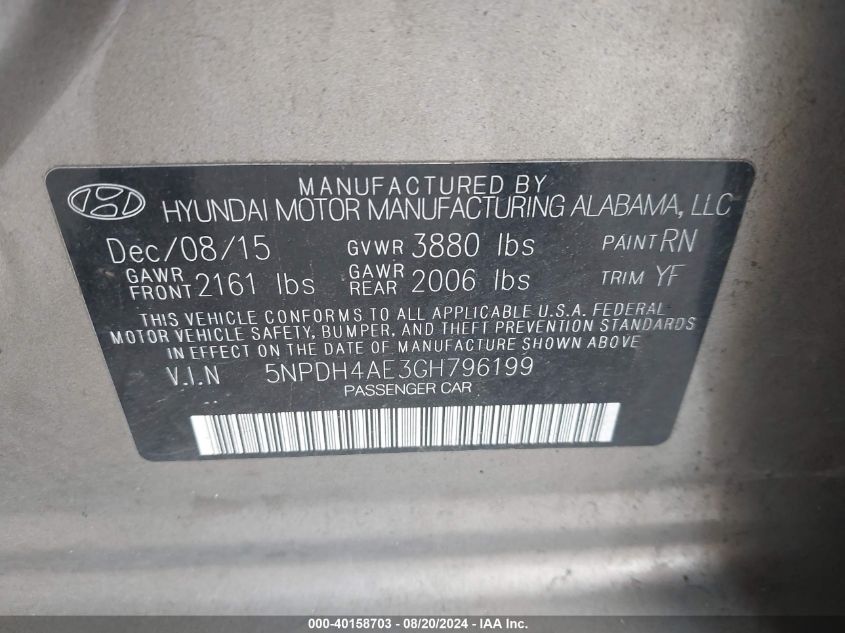 MANUFACTURED BY
HYUNDAI MOTOR MANUFACTURING ALABAMA, LLC
Dec/08/15 GVWR 3880 lbs PAINT RN
GAWR FRONT 2161 lbs GAWR REAR 2006 lbs TRIM YF
THIS VEHICLE CONFORMS TO ALL APPLICABLE U.S.A. FEDERAL
MOTOR VEHICLE SAFETY, BUMPER, AND THEFT PREVENTION STANDARDS
IN EFFECT ON THE DATE OF MANUFACTURE SHOWN ABOVE
V.I.N 5NPDH4AE3GH796199
PASSENGER CAR
000-40158703 - 08/20/2024 - IAA Inc.